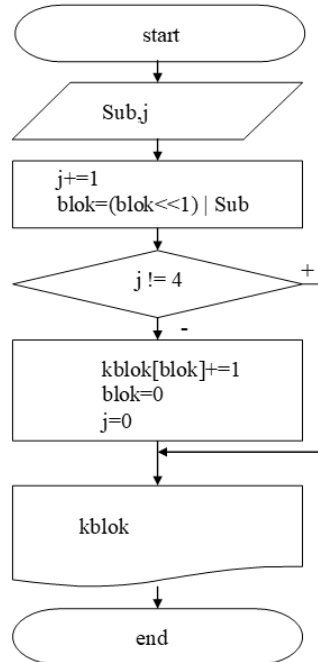 start
Sub,j
j+=1
blok=(blok<<1) | Sub
j != 4
+
-
kblok[blok]+=1
blok=0
j=0
kblok
end